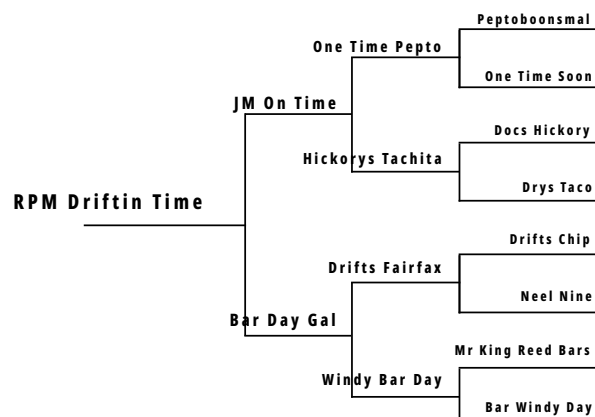 Peptoboonsmal
One Time Pepto
One Time Soon
JM On Time
Docs Hickory
Hickorys Tachita
Drys Taco
RPM Driftin Time
Drifts Chip
Drifts Fairfax
Neel Nine
Bar Day Gal
Mr King Reed Bars
Windy Bar Day
Bar Windy Day